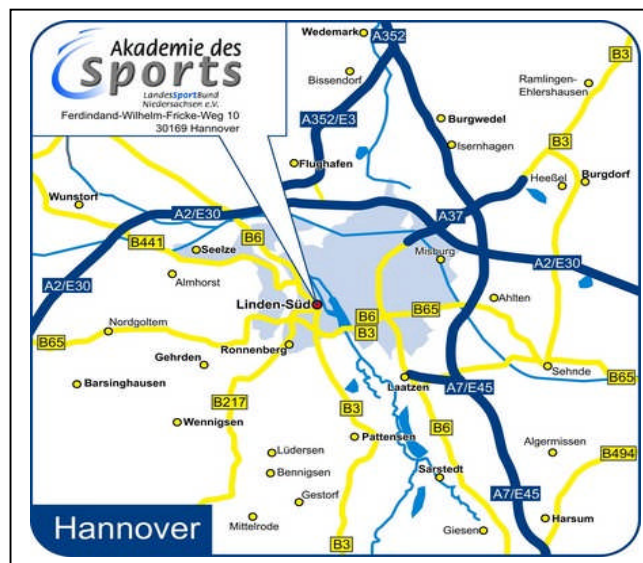 Akademie des
Sports
LandesSportBund
Niedersachsen e.V.
Ferdindand-Wilhelm-Fricke-Weg 10
30169 Hannover
Wedemark
A352
B3
Bissendorf
Ramlingen-
Ehlershausen
A352/E3
Burgwedel
Isernhagen
B3
Flughafen
Heeßel
Burgdorf
Wunstorf
A2/E30
A37
B6
B441
Seelze
Misburg
A2/E30
A2/E30
Almhorst
Linden-Süd
Ahlten
B6
B65
B3
Nordgoltern
B65
Ronnenberg
Gehrden
Sehnde
Laatzen
B65
A7/E45
Barsinghausen
B217
B3
B6
Wennigsen
Pattensen
Algermissen
B494
Lüdersen
Bennigsen
Sarstedt
Gestorf
A7/E45
Mittelrode
Giesen
Harsum
B3
Hannover